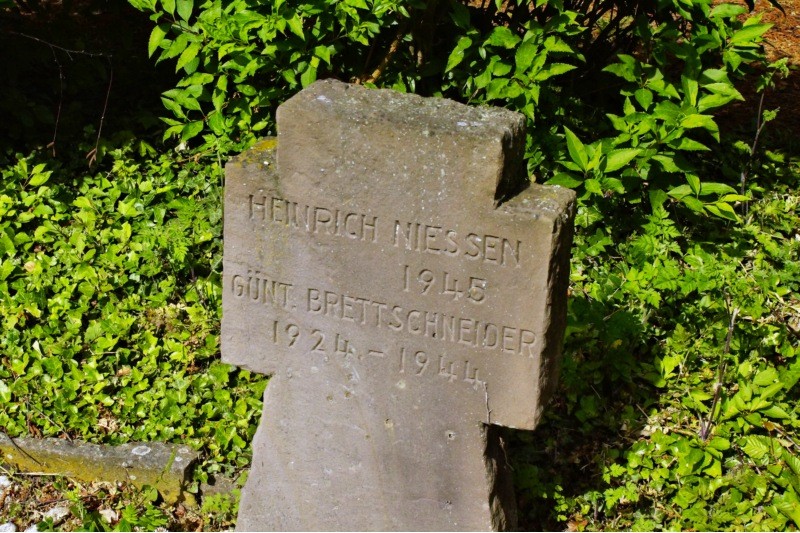 HEINRICH NIESSEN
1945
GÜNT. BRETTSCHNEIDER
1924 – 1944